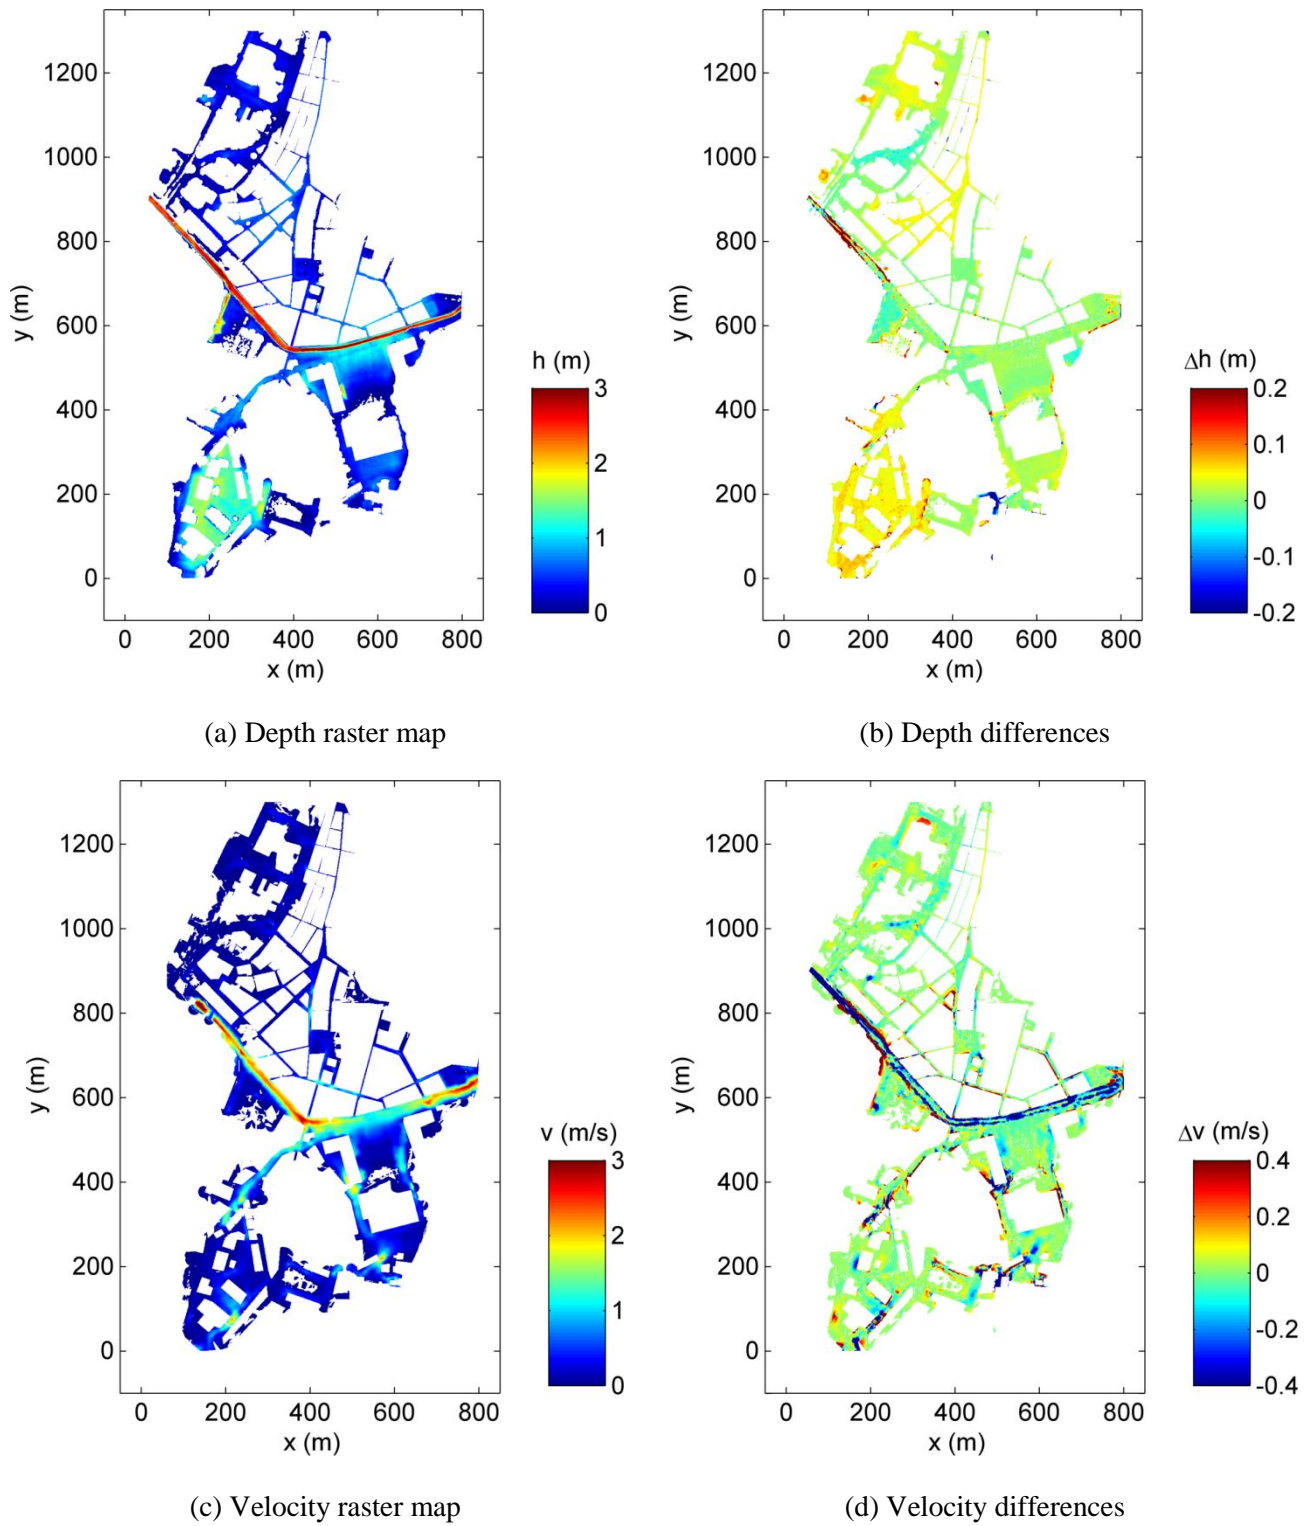 1200
1000
800
600
400
200
0
0 200 400 600 800
x (m)
y (m)
h (m)
3
2
1
0
(a) Depth raster map
1200
1000
800
600
400
200
0
0 200 400 600 800
x (m)
y (m)
Δh (m)
0.2
0.1
0
-0.1
-0.2
(b) Depth differences
1200
1000
800
600
400
200
0
0 200 400 600 800
x (m)
y (m)
v (m/s)
3
2
1
0
(c) Velocity raster map
1200
1000
800
600
400
200
0
0 200 400 600 800
x (m)
y (m)
Δv (m/s)
0.4
0.2
0
-0.2
-0.4
(d) Velocity differences